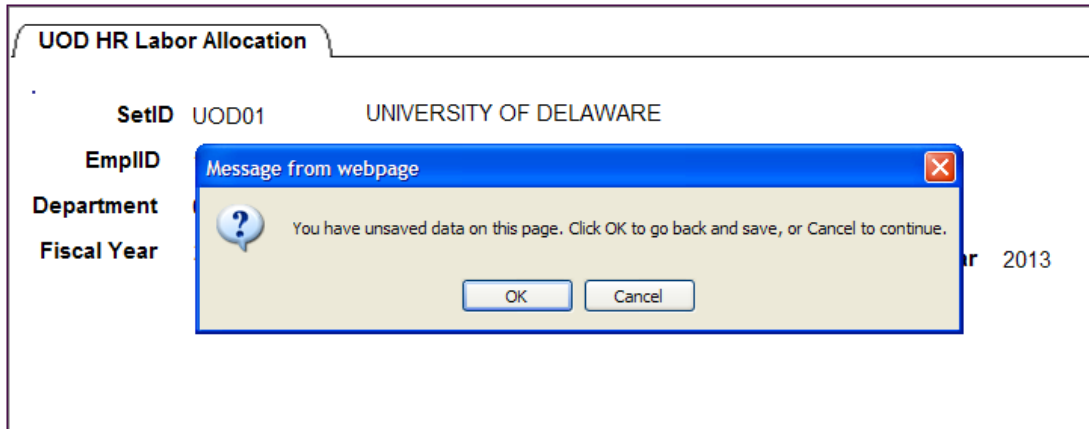 UOD HR Labor Allocation
SetID UOD01 UNIVERSITY OF DELAWARE
EmplID
Message from webpage
Department
You have unsaved data on this page. Click OK to go back and save, or Cancel to continue.
Fiscal Year
2013
OK Cancel